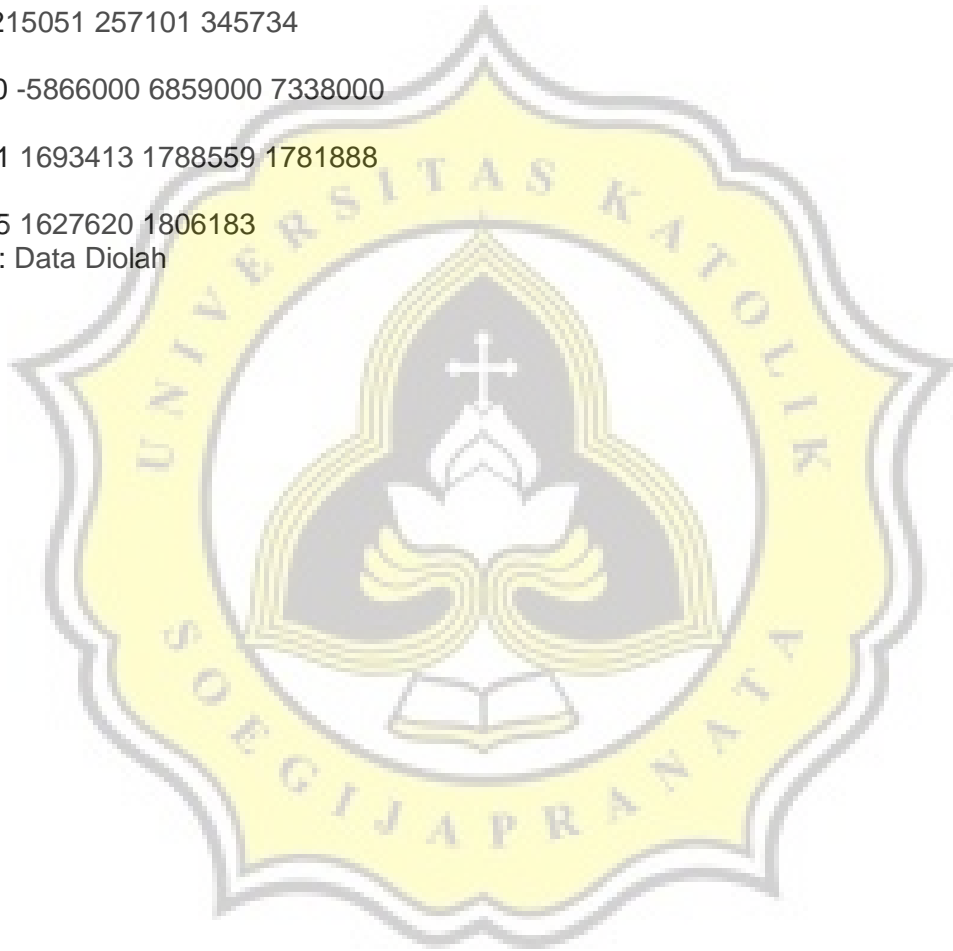 215051 257101 345734
0 -5866000 6859000 7338000
1 1693413 1788559 1781888
5 1627620 1806183
: Data Diolah
UNIVERSITAS KATOLIK
SOEGIJAPRANATA